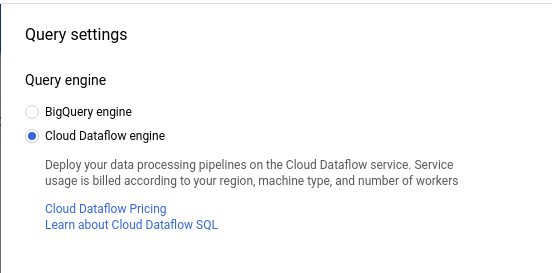 Query settings
Query engine
BigQuery engine
Cloud Dataflow engine
Deploy your data processing pipelines on the Cloud Dataflow service. Service
usage is billed according to your region, machine type, and number of workers
Cloud Dataflow Pricing
Learn about Cloud Dataflow SQL